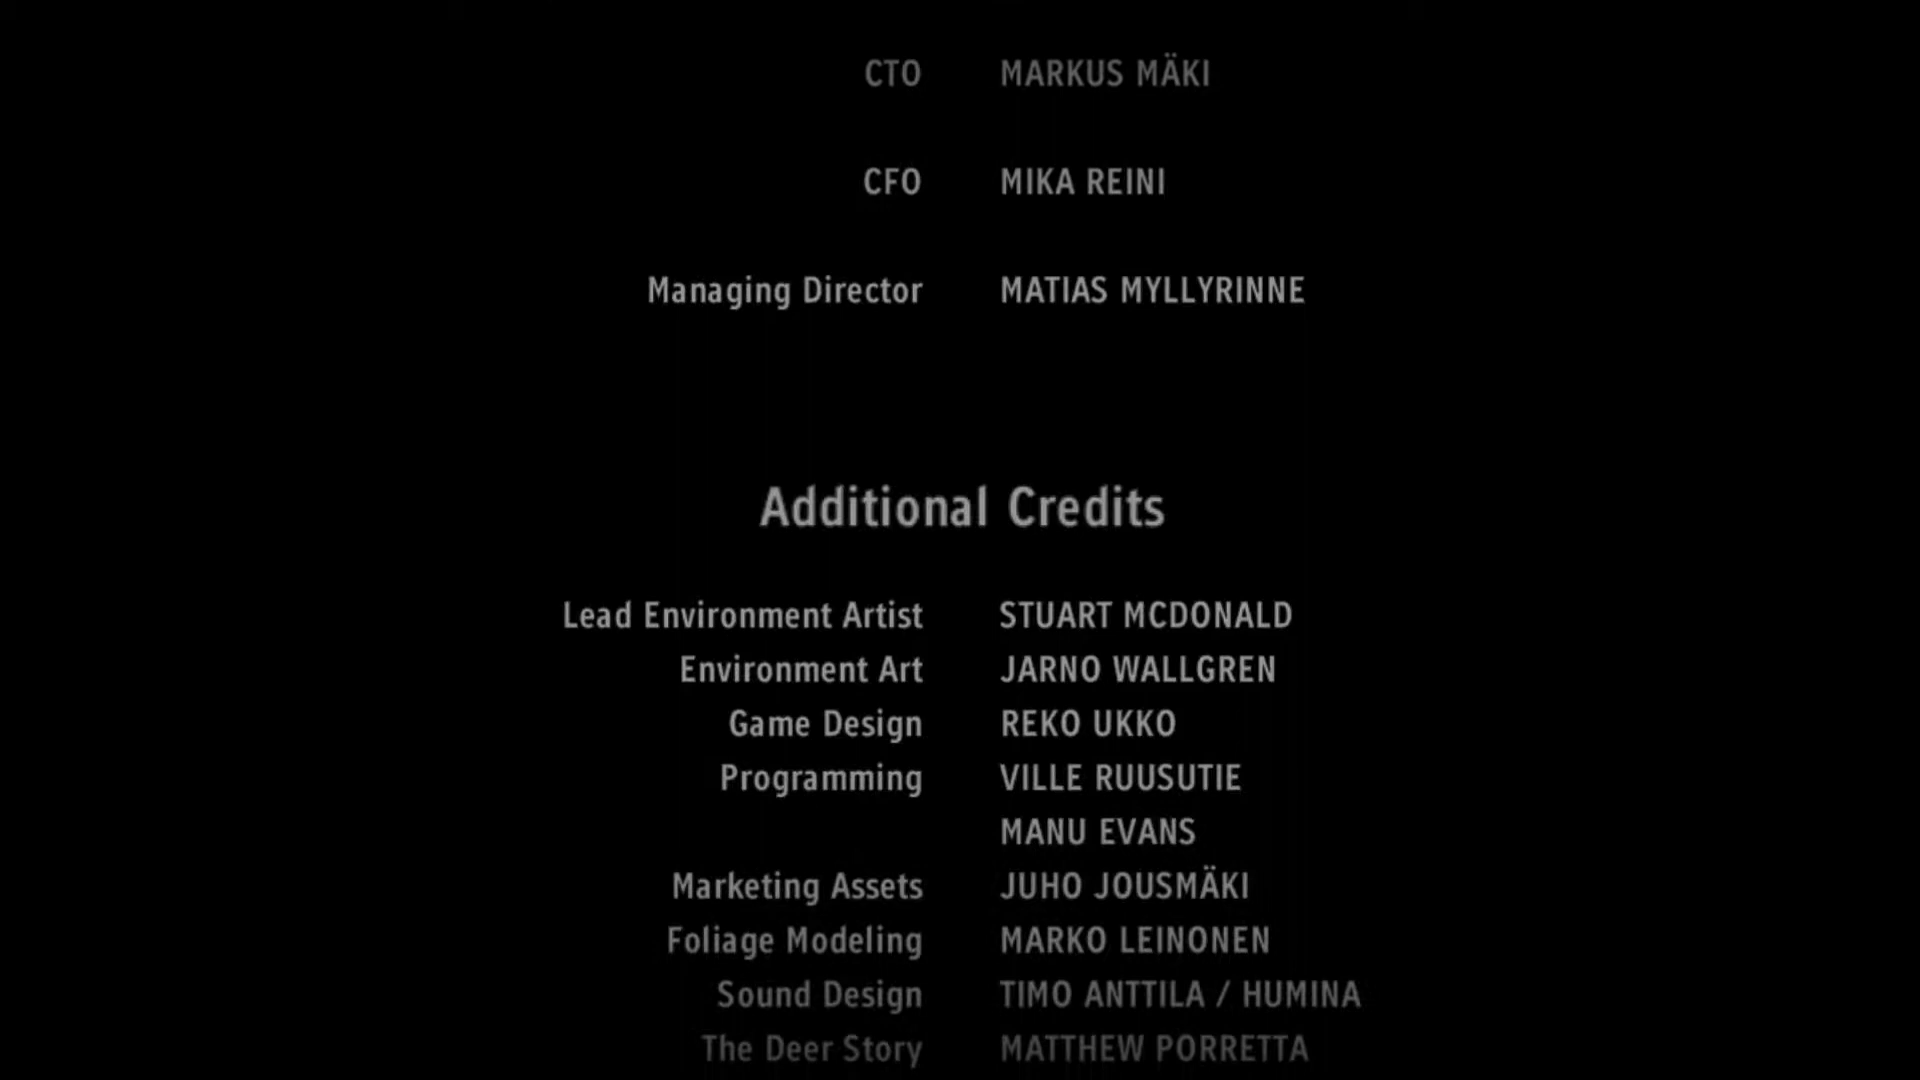 CTO MARKUS MÄKI
CFO MIKA REINI
Managing Director MATIAS MYLLYRINNE
Additional Credits
Lead Environment Artist STUART MCDONALD
Environment Art JARNO WALLGREN
Game Design REKO UKKO
Programming VILLE RUUSUTIE
MANU EVANS
Marketing Assets JUHO JOUSMÄKI
Foliage Modeling MARKO LEINONEN
Sound Design TIMO ANTTILA / HUMINA
The Deer Story MATTHEW PORRETTA